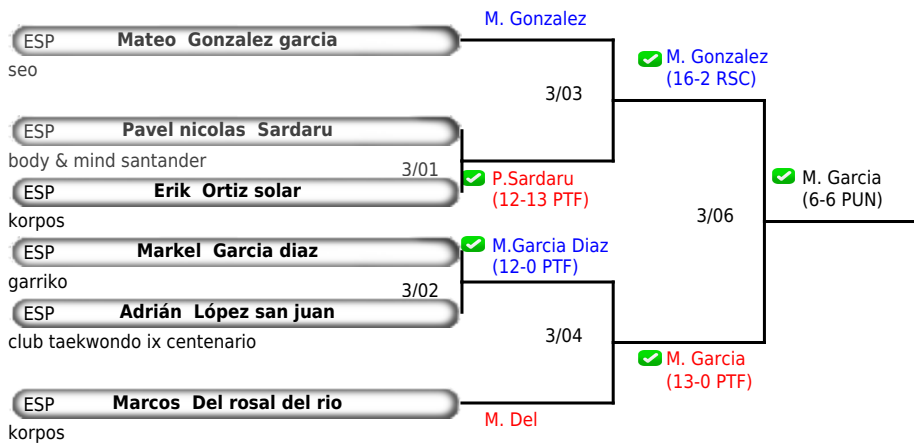 M. Gonzalez
ESP Mateo Gonzalez garcia
seo
M. Gonzalez
(16-2 RSC)
3/03
ESP Pavel nicolas Sardaru
body & mind santander
3/01
P.Sardaru
(12-13 PTF)
ESP Erik Ortiz solar
korpos
M. Garcia
(6-6 PUN)
3/06
ESP Markel Garcia diaz
garriko
M.Garcia Diaz
(12-0 PTF)
3/02
ESP Adrián López san juan
club taekwondo ix centenario
3/04
M. Garcia
(13-0 PTF)
ESP Marcos Del rosal del rio
korpos
M. Del